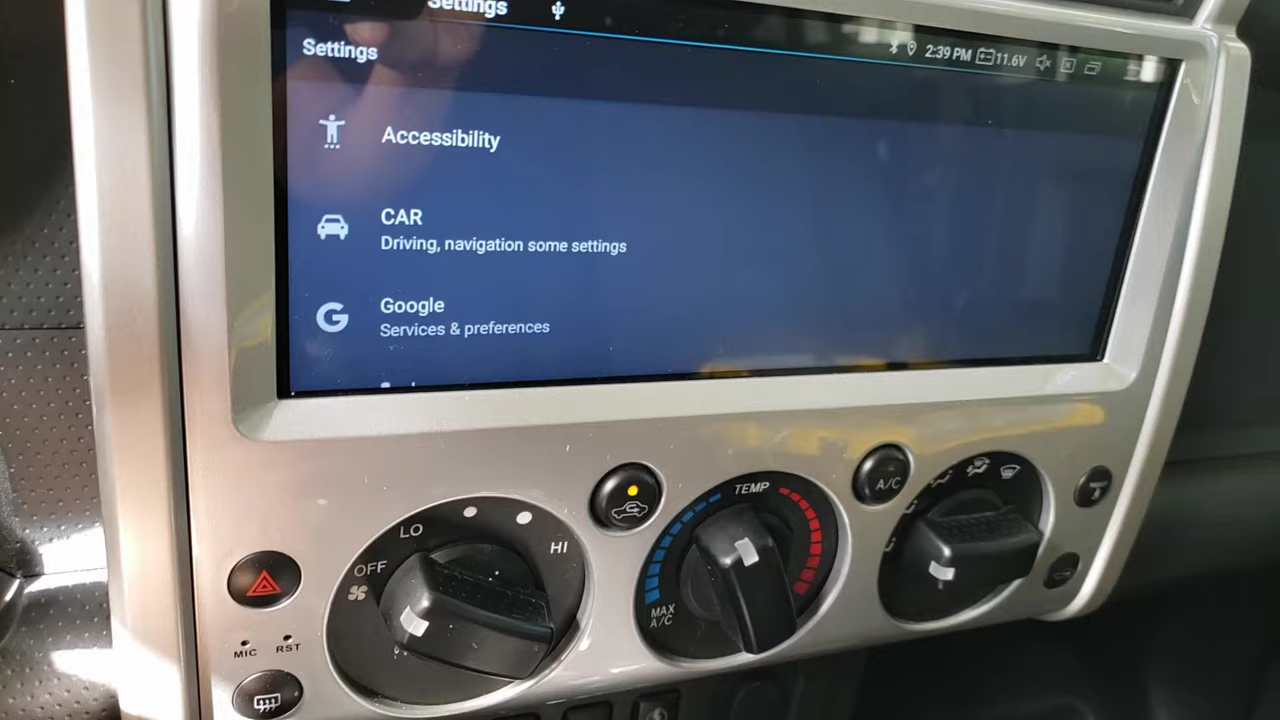 Settings
2:39 PM 11.6V
Settings
Accessibility
CAR
Driving, navigation some settings
Google
Services & preferences
TEMP
A/C
LO
HI
OFF
MAX
A/C
MIC RST